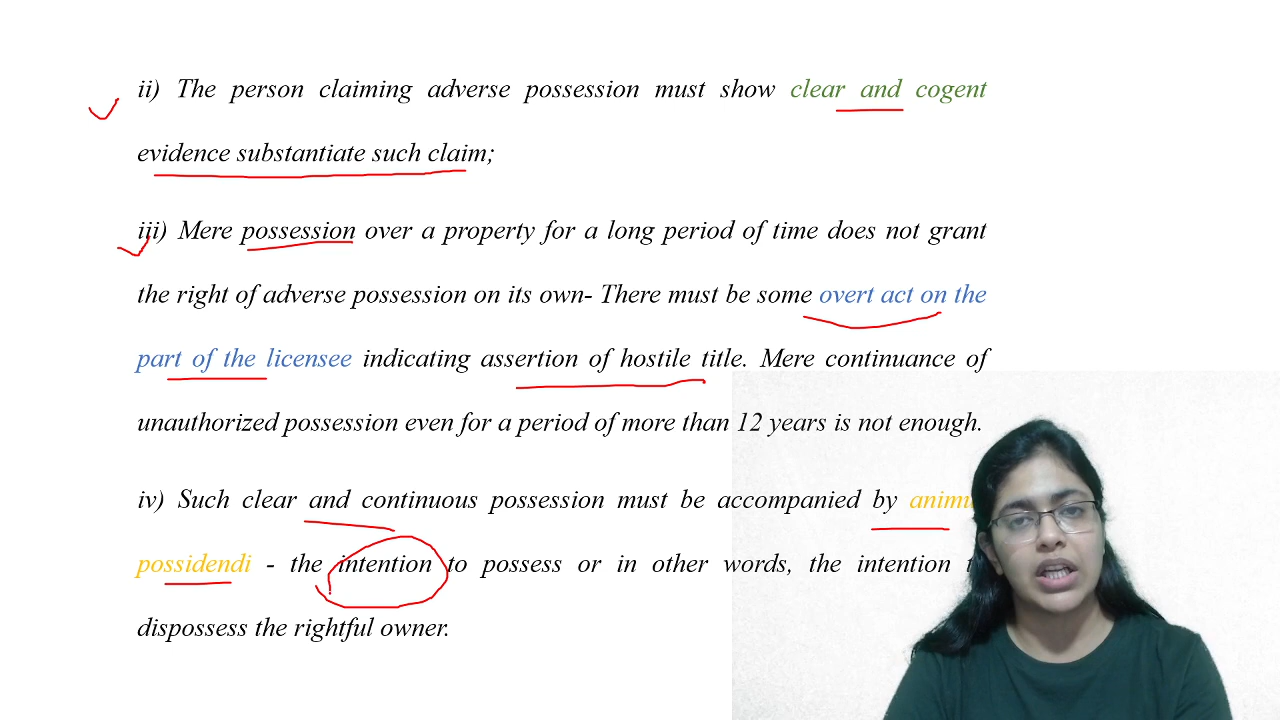 ii) The person claiming adverse possession must show clear and cogent
evidence substantiate such claim;
iii) Mere possession over a property for a long period of time does not grant
the right of adverse possession on its own- There must be some overt act on the
part of the licensee indicating assertion of hostile title. Mere continuance of
unauthorized possession even for a period of more than 12 years is not enough.
iv) Such clear and continuous possession must be accompanied by
possidendi - the intention to possess or in other words, the intention
dispossess the rightful owner.